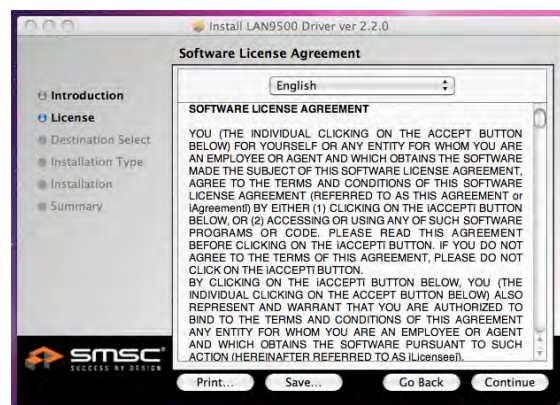 Install LAN9500 Driver ver 2.2.0
Software License Agreement
Introduction
License
Destination Select
Installation Type
Installation
Summary
English
SOFTWARE LICENSE AGREEMENT
YOU (THE INDIVIDUAL CLICKING ON THE ACCEPT BUTTON
BELOW) FOR YOURSELF OR ANY ENTITY FOR WHOM YOU ARE
AN EMPLOYEE OR AGENT AND WHICH OBTAINS THE SOFTWARE
MADE THE SUBJECT OF THIS SOFTWARE LICENSE AGREEMENT,
AGREE TO THE TERMS AND CONDITIONS OF THIS SOFTWARE
LICENSE AGREEMENT (REFERRED TO AS THIS AGREEMENT or
iAgreementî) BY EITHER (1) CLICKING ON THE iACCEPTî BUTTON
BELOW, OR (2) ACCESSING OR USING ANY OF SUCH SOFTWARE
PROGRAMS OR CODE. PLEASE READ THIS AGREEMENT
BEFORE CLICKING ON THE iACCEPTî BUTTON. IF YOU DO NOT
AGREE TO THE TERMS OF THIS AGREEMENT, PLEASE DO NOT
CLICK ON THE iACCEPTî BUTTON.
BY CLICKING ON THE iACCEPTî BUTTON BELOW, YOU (THE
INDIVIDUAL CLICKING ON THE ACCEPT BUTTON BELOW) ALSO
REPRESENT AND WARRANT THAT YOU ARE AUTHORIZED TO
BIND TO THE TERMS AND CONDITIONS OF THIS AGREEMENT
ANY ENTITY FOR WHOM YOU ARE AN EMPLOYEE OR AGENT
AND WHICH OBTAINS THE SOFTWARE PURSUANT TO SUCH
ACTION (HEREINAFTER REFERRED TO AS iLicenseeî).
smsc
SUCCESS BY DESIGN
Print...
Save...
Go Back
Continue